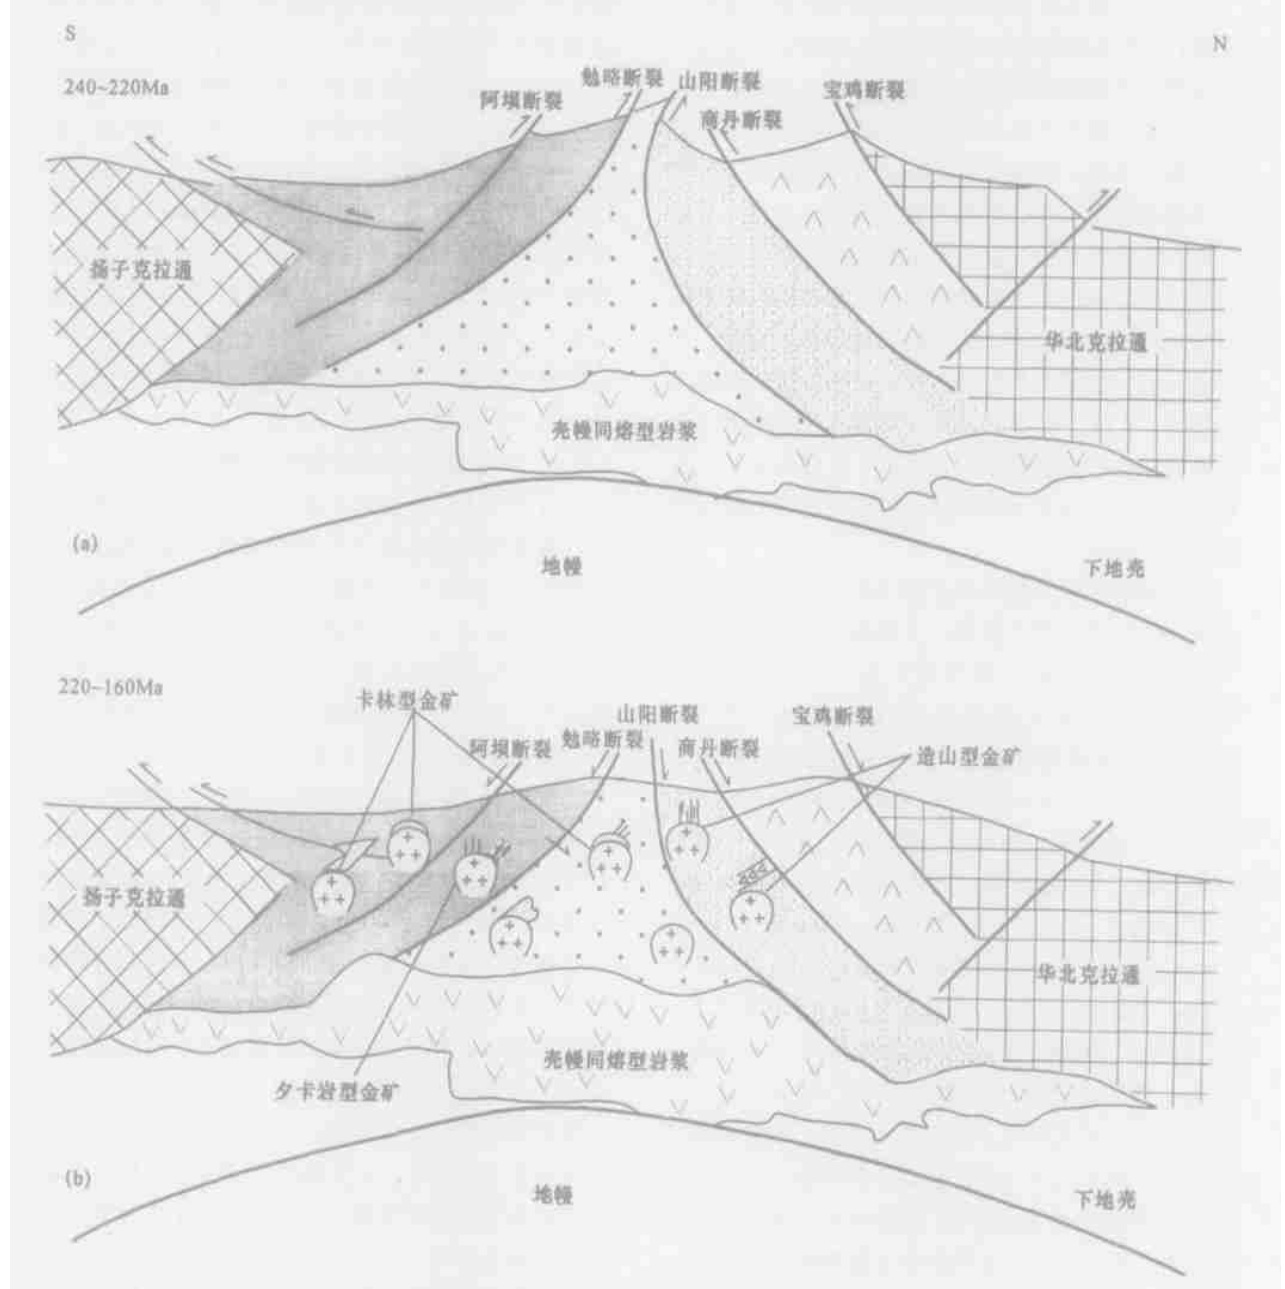 S
N
240~220Ma
勉略断裂
山阳断裂
宝鸡断裂
阿坝断裂
商丹断裂
扬子克拉通
华北克拉通
壳幔同熔型岩浆
(a)
地幔
下地壳
220~160Ma
卡林型金矿
山阳断裂
宝鸡断裂
阿坝断裂
勉略断裂
商丹断裂
造山型金矿
扬子克拉通
华北克拉通
壳幔同熔型岩浆
夕卡岩型金矿
(b)
地幔
下地壳